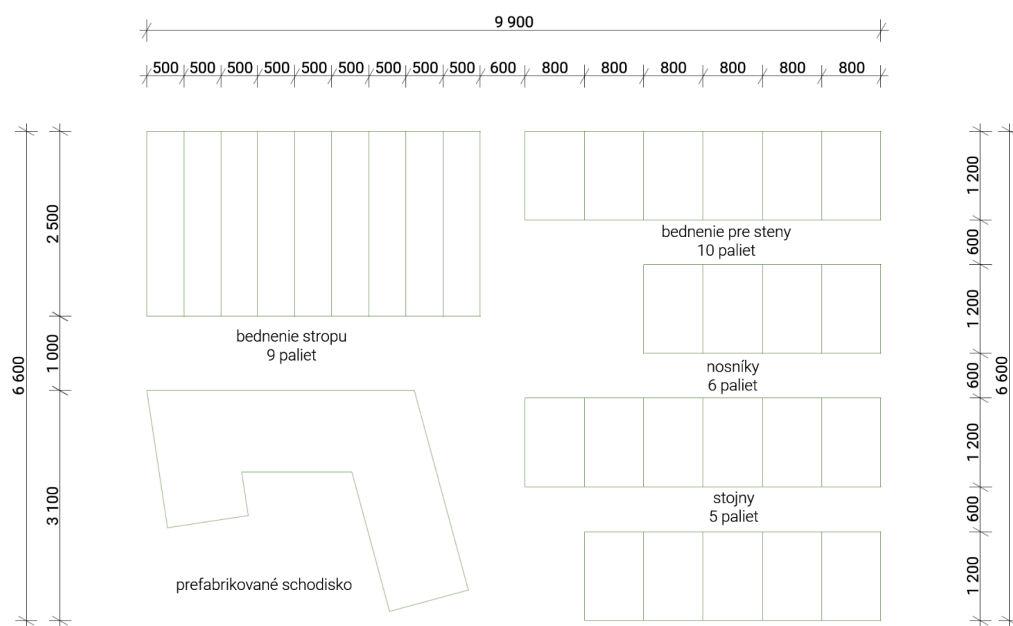 9 900
500 500 500 500 500 500 500 500 500 600 800 800 800 800 800 800
2 500
1 000
3 100
6 600
bednenie stropu
9 paliet
prefabrikované schodisko
bednenie pre steny
10 paliet
nosníky
6 paliet
stojny
5 paliet
1 200
600
1 200
600
1 200
600
1 200
6 600